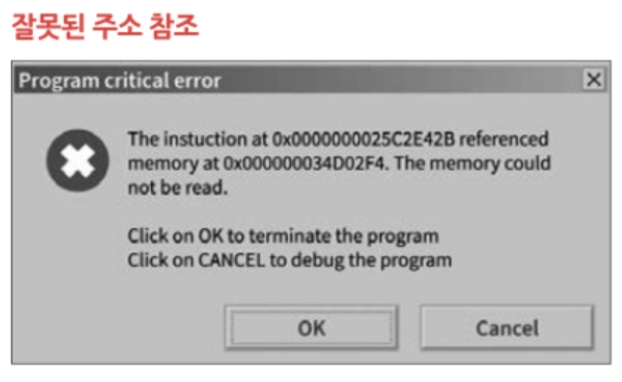 잘못된 주소 참조
Program critical error
The instuction at 0x0000000025C2E42B referenced
memory at 0x000000034D02F4. The memory could
not be read.
Click on OK to terminate the program
Click on CANCEL to debug the program
OK
Cancel